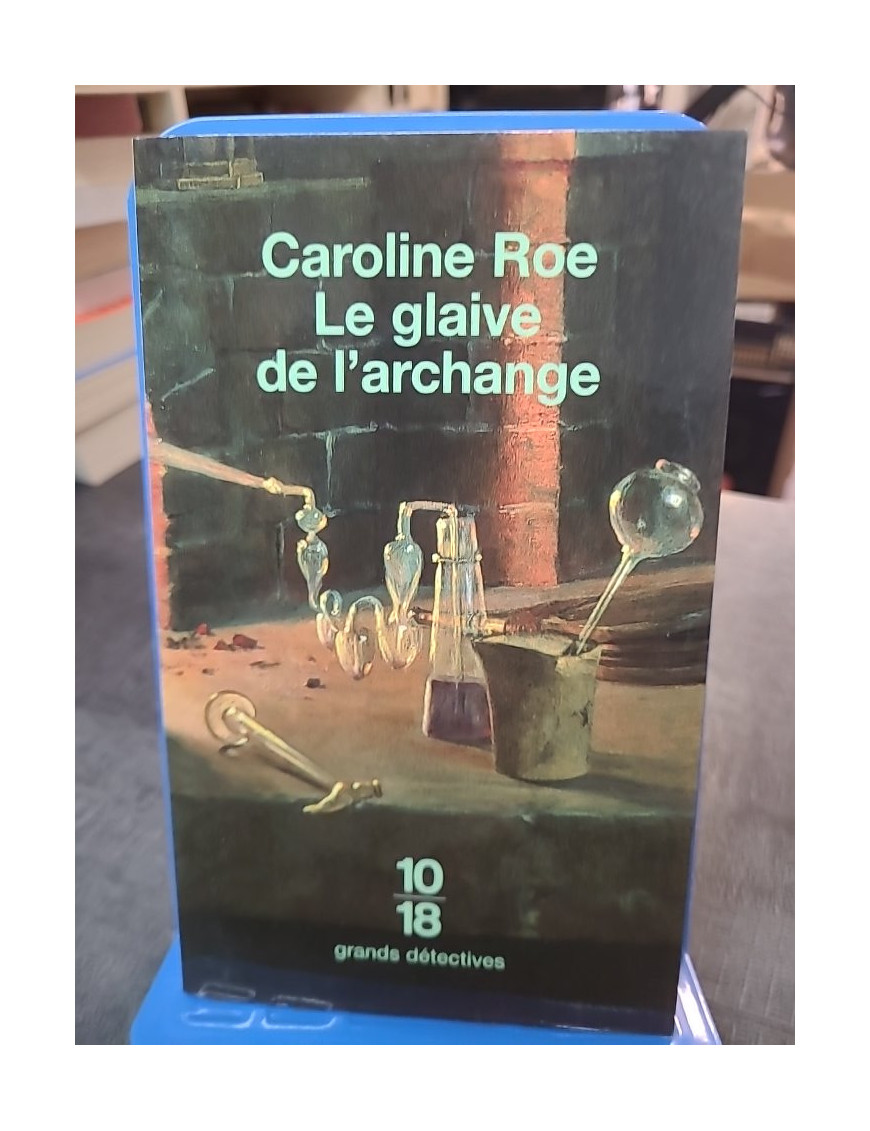 Caroline Roe
Le glaive
de l'archange
10
18
grands détectives